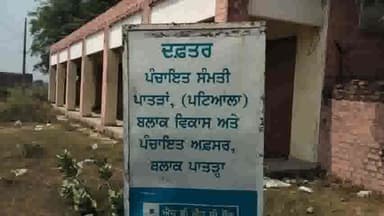 ਦਫ਼ਤਰ
ਪੰਚਾਇਤ ਸੰਮਤੀ
ਪਾਤੜਾਂ, (ਪਟਿਆਲਾ)
ਬਲਾਕ ਵਿਕਾਸ ਅਤੇ
ਪੰਚਾਇਤ ਅਫ਼ਸਰ,
ਬਲਾਕ ਪਾਤੜਾ